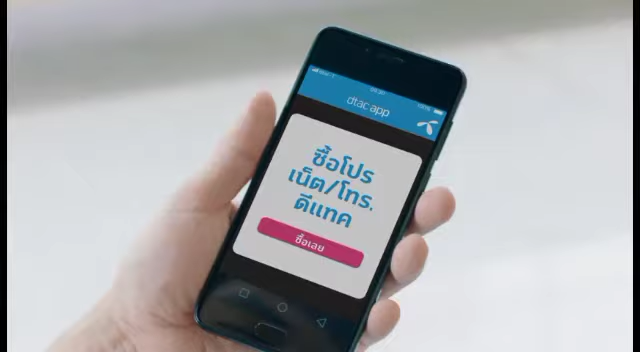 dtac app
ซื้อโปร
เน็ต/โทร.
ดีแทค
ซื้อเลย